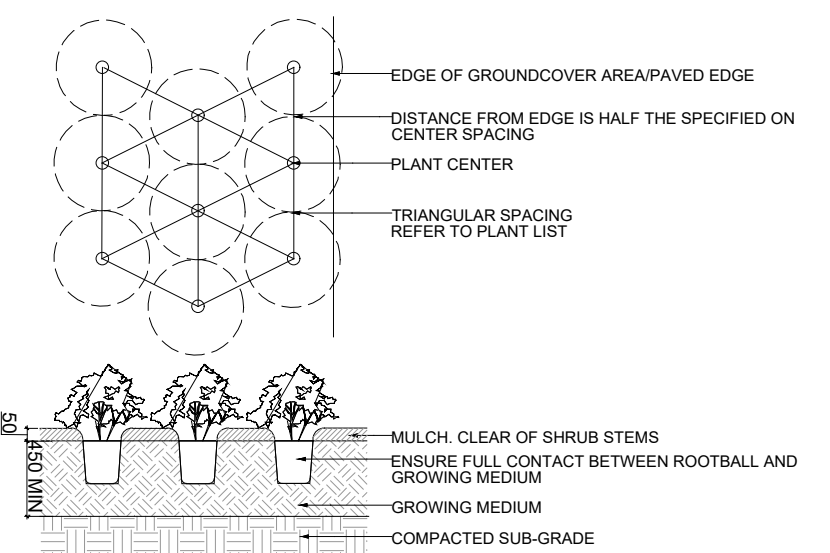 EDGE OF GROUNDCOVER AREA/PAVED EDGE
DISTANCE FROM EDGE IS HALF THE SPECIFIED ON
CENTER SPACING
PLANT CENTER
TRIANGULAR SPACING
REFER TO PLANT LIST
50
450 MIN
MULCH. CLEAR OF SHRUB STEMS
ENSURE FULL CONTACT BETWEEN ROOTBALL AND
GROWING MEDIUM
GROWING MEDIUM
COMPACTED SUB-GRADE